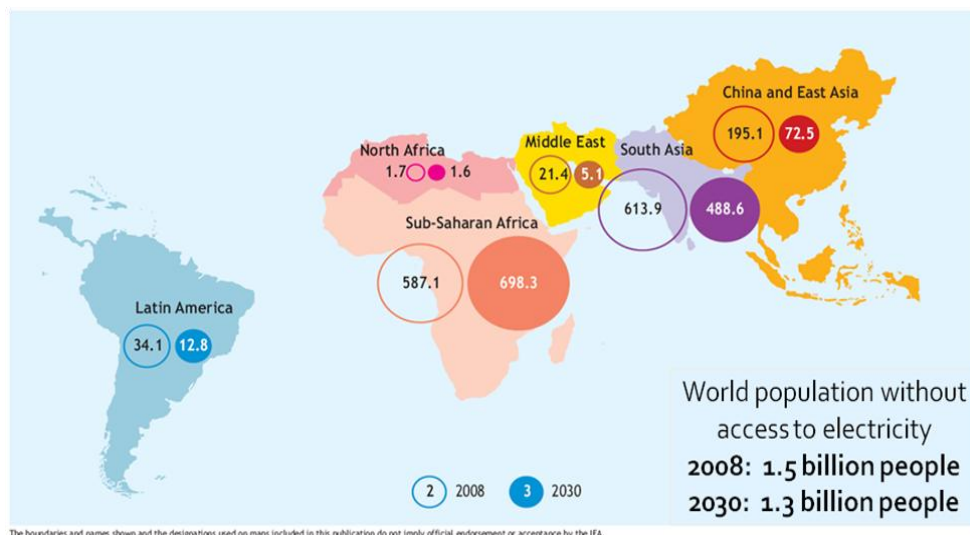 China and East Asia
195.1 72.5
North Africa
1.7 1.6
Middle East
21.4 5.1
South Asia
613.9 488.6
Sub-Saharan Africa
587.1 698.3
Latin America
34.1 12.8
World population without
access to electricity
2008: 1.5 billion people
2030: 1.3 billion people
2 2008 3 2030
The boundaries and names shown and the designations used on maps included in this publication do not imply official endorsement or acceptance by the IEA.